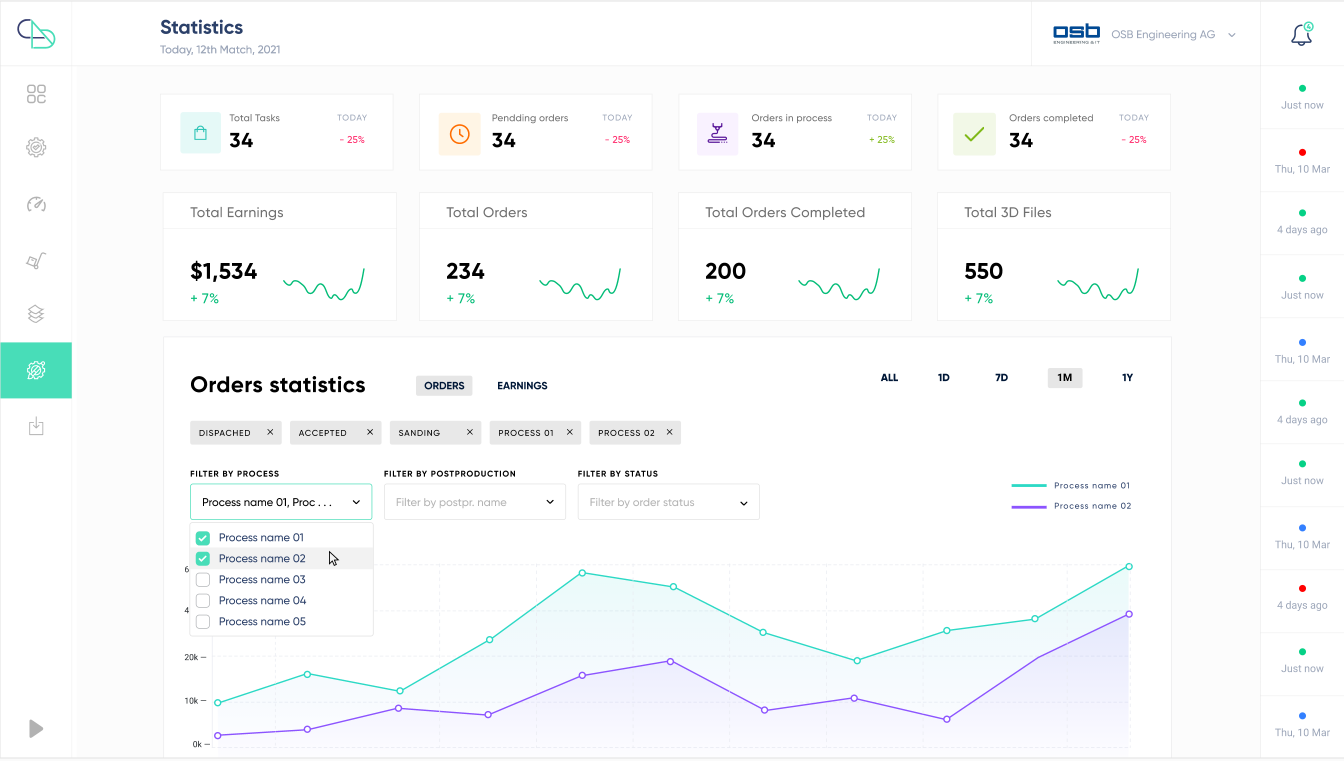 Statistics
Today, 12th Match, 2021
osb
ENGINEERING & IT
OSB Engineering AG
4
Total Tasks
34
TODAY
- 25%
Pendding orders
34
TODAY
- 25%
Orders in process
34
TODAY
+ 25%
Orders completed
34
TODAY
- 25%
Total Earnings
$1,534
+ 7%
Total Orders
234
+ 7%
Total Orders Completed
200
+ 7%
Total 3D Files
550
+ 7%
Orders statistics
ORDERS
EARNINGS
ALL
1D
7D
1M
1Y
DISPACHED ×
ACCEPTED ×
SANDING ×
PROCESS 01 ×
PROCESS 02 ×
FILTER BY PROCESS
Process name 01, Proc . . .
FILTER BY POSTPRODUCTION
Filter by postpr. name
FILTER BY STATUS
Filter by order status
Process name 01
Process name 02
Process name 01
Process name 02
Process name 03
Process name 04
Process name 05
6
4
20k
10k
0k
Just now
Thu, 10 Mar
4 days ago
Just now
Thu, 10 Mar
4 days ago
Just now
Thu, 10 Mar
4 days ago
Just now
Thu, 10 Mar